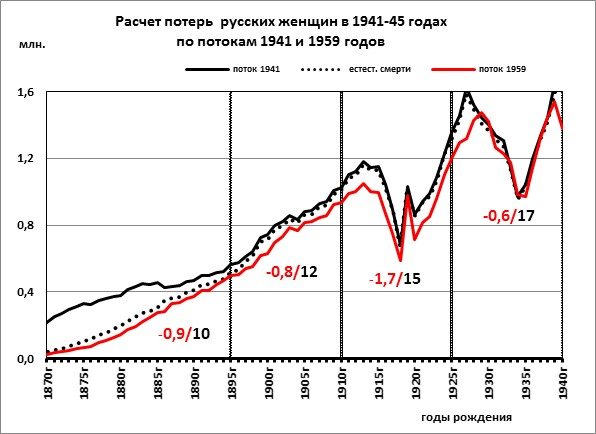 Расчет потерь русских женщин в 1941-45 годах
по потокам 1941 и 1959 годов
млн.
поток 1941 естест. смерти поток 1959
1,6
1,2
0,8
0,4
0,0
-0,9/10
-0,8/12
-1,7/15
-0,6/17
1870г 1875г 1880г 1885г 1890г 1895г 1900г 1905г 1910г 1915г 1920г 1925г 1930г 1935г 1940г
годы рождения